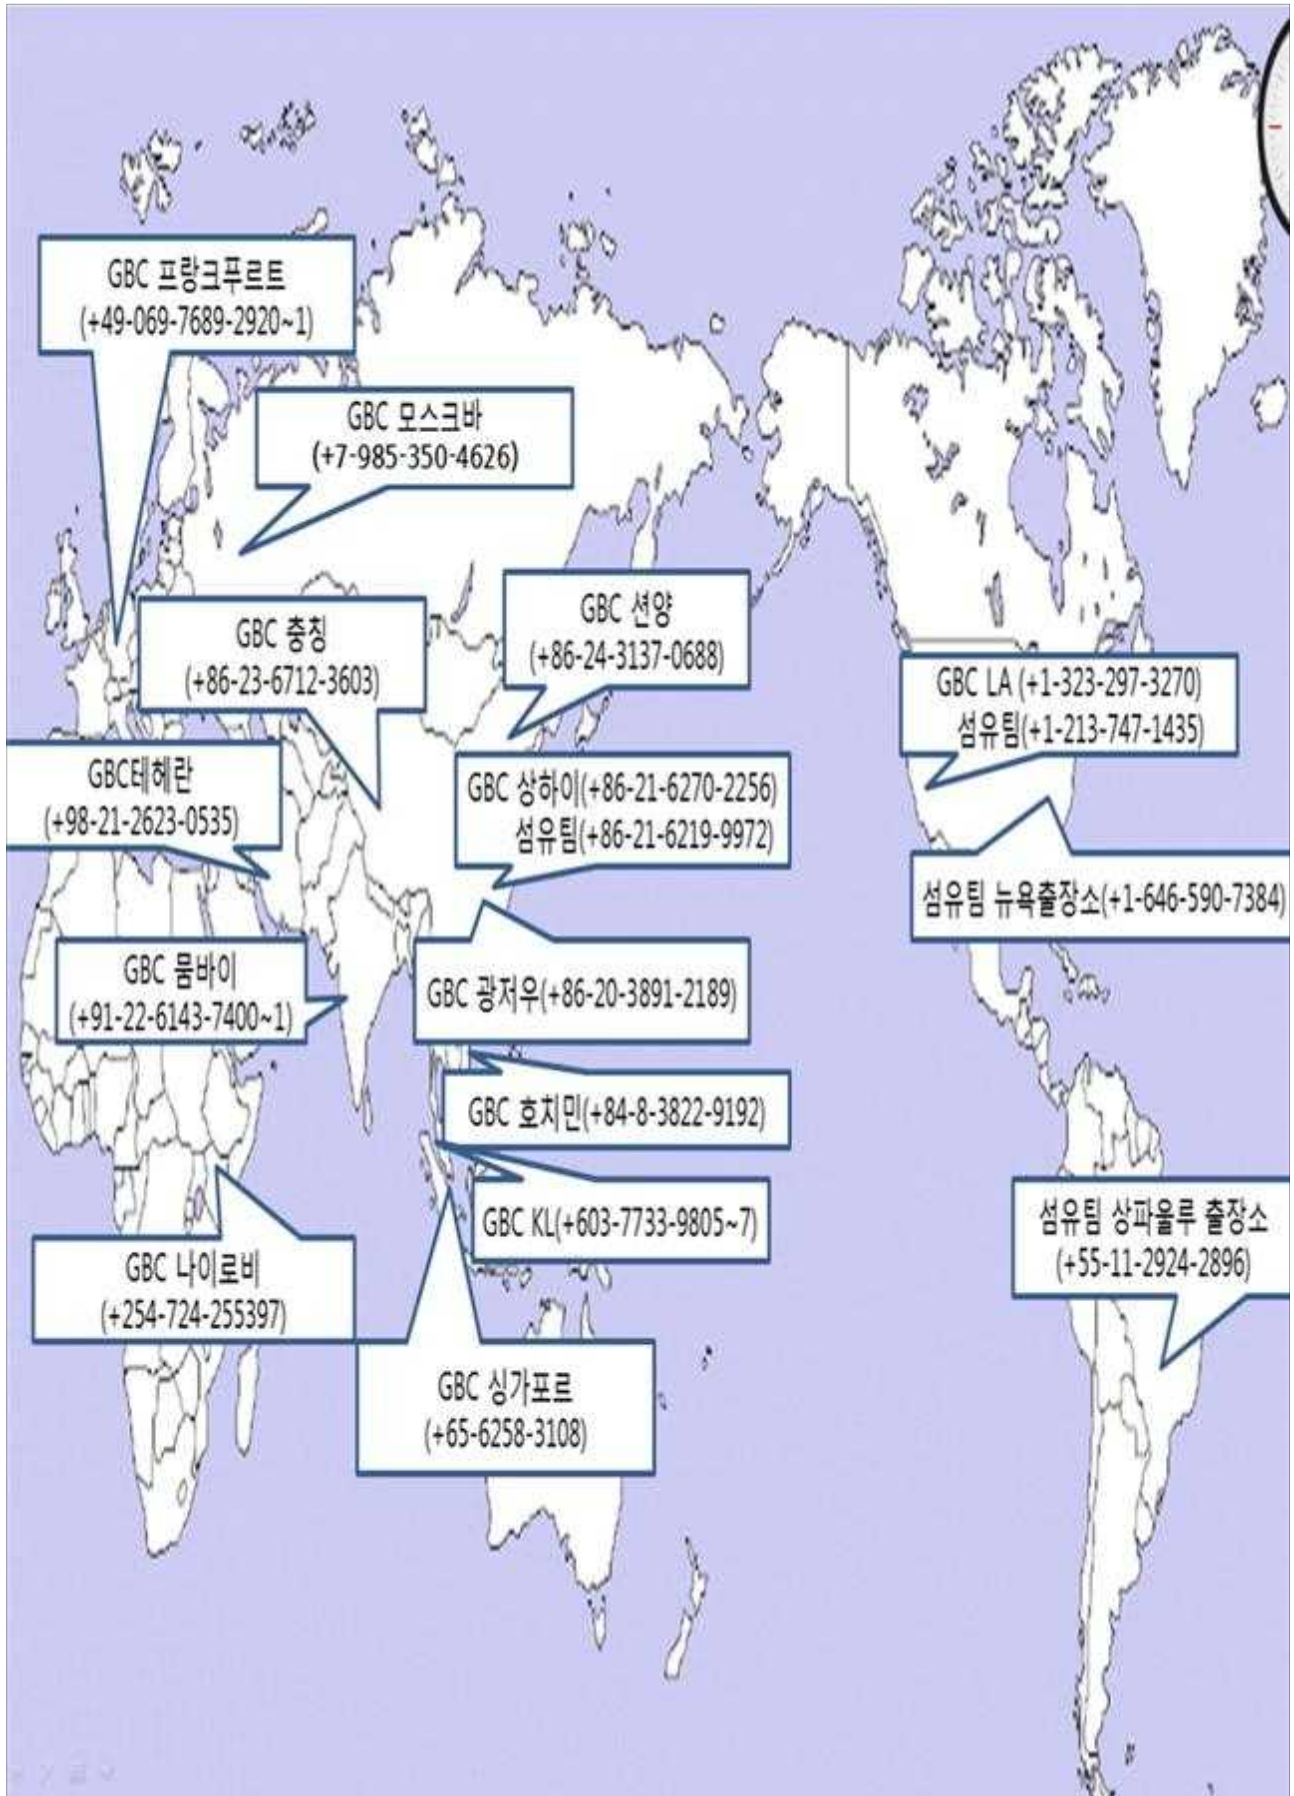 GBC 프랑크푸르트
(+49-069-7689-2920~1)
GBC 모스크바
(+7-985-350-4626)
GBC 충칭
(+86-23-6712-3603)
GBC 선양
(+86-24-3137-0688)
GBC LA (+1-323-297-3270)
섬유팀(+1-213-747-1435)
GBC테헤란
(+98-21-2623-0535)
GBC 상하이(+86-21-6270-2256)
섬유팀(+86-21-6219-9972)
섬유팀 뉴욕출장소(+1-646-590-7384)
GBC 뭄바이
(+91-22-6143-7400~1)
GBC 광저우(+86-20-3891-2189)
GBC 호치민(+84-8-3822-9192)
GBC KL(+603-7733-9805~7)
섬유팀 상파울루 출장소
(+55-11-2924-2896)
GBC 나이로비
(+254-724-255397)
GBC 싱가포르
(+65-6258-3108)